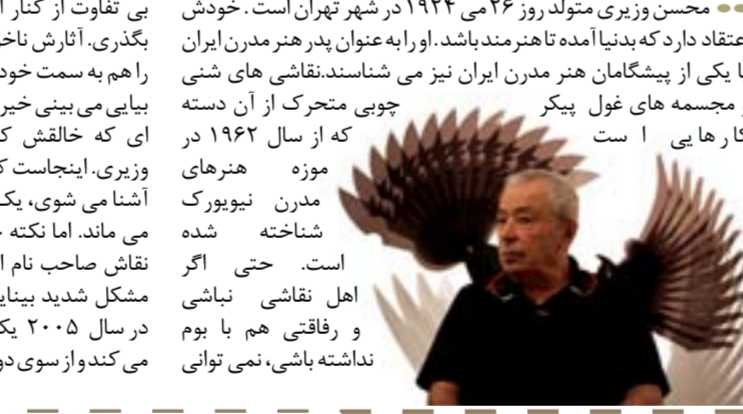 محسن وزیری متولد روز ۲۶ می ۱۹۲۴ در شهر تهران است. خودش
عتقاد دارد که بدنیا آمده تا هنرمند باشد. او را به عنوان پدر هنر مدرن ایران
یا یکی از پیشگامان هنر مدرن ایران نیز می شناسند. نقاشی های شنی
مجسمه های غول پیکر چوبی متحرک از آن دسته
کارهایی است که از سال ۱۹۶۲ در
موزه هنرهای
مدرن نیویورک
شناخته شده
است. حتی اگر
اهل نقاشی نباشی
و رفاقتی هم با بوم
نداشته باشی، نمی توانی
بی تفاوت از کنار
بگذری. آثارش
را هم به سمت خود
بیایی می بینی خیر
ای که خالقش
وزیری. اینجاست
آشنا می شوی، یک
می ماند. اما نکته
نقاش صاحب نام
مشکل شدید
در سال ۲۰۰۵
می کند و از سوی